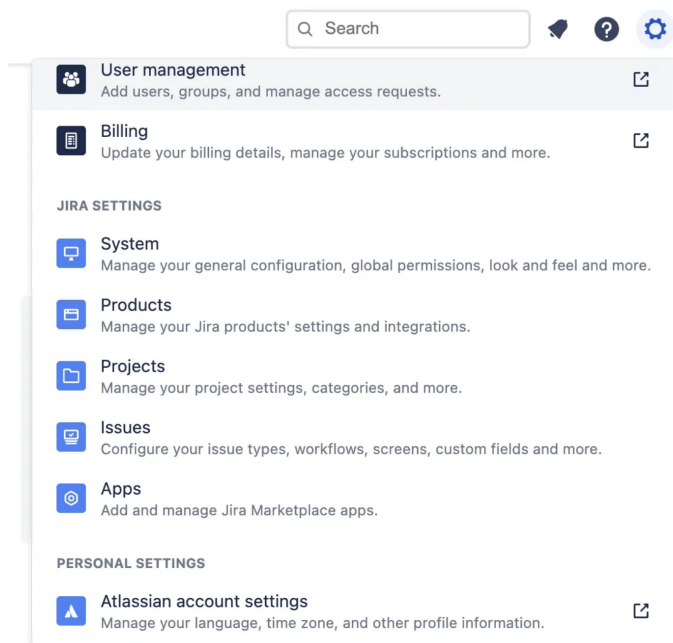 Search
User management
Add users, groups, and manage access requests.
Billing
Update your billing details, manage your subscriptions and more.
JIRA SETTINGS
System
Manage your general configuration, global permissions, look and feel and more.
Products
Manage your Jira products' settings and integrations.
Projects
Manage your project settings, categories, and more.
Issues
Configure your issue types, workflows, screens, custom fields and more.
Apps
Add and manage Jira Marketplace apps.
PERSONAL SETTINGS
Atlassian account settings
Manage your language, time zone, and other profile information.